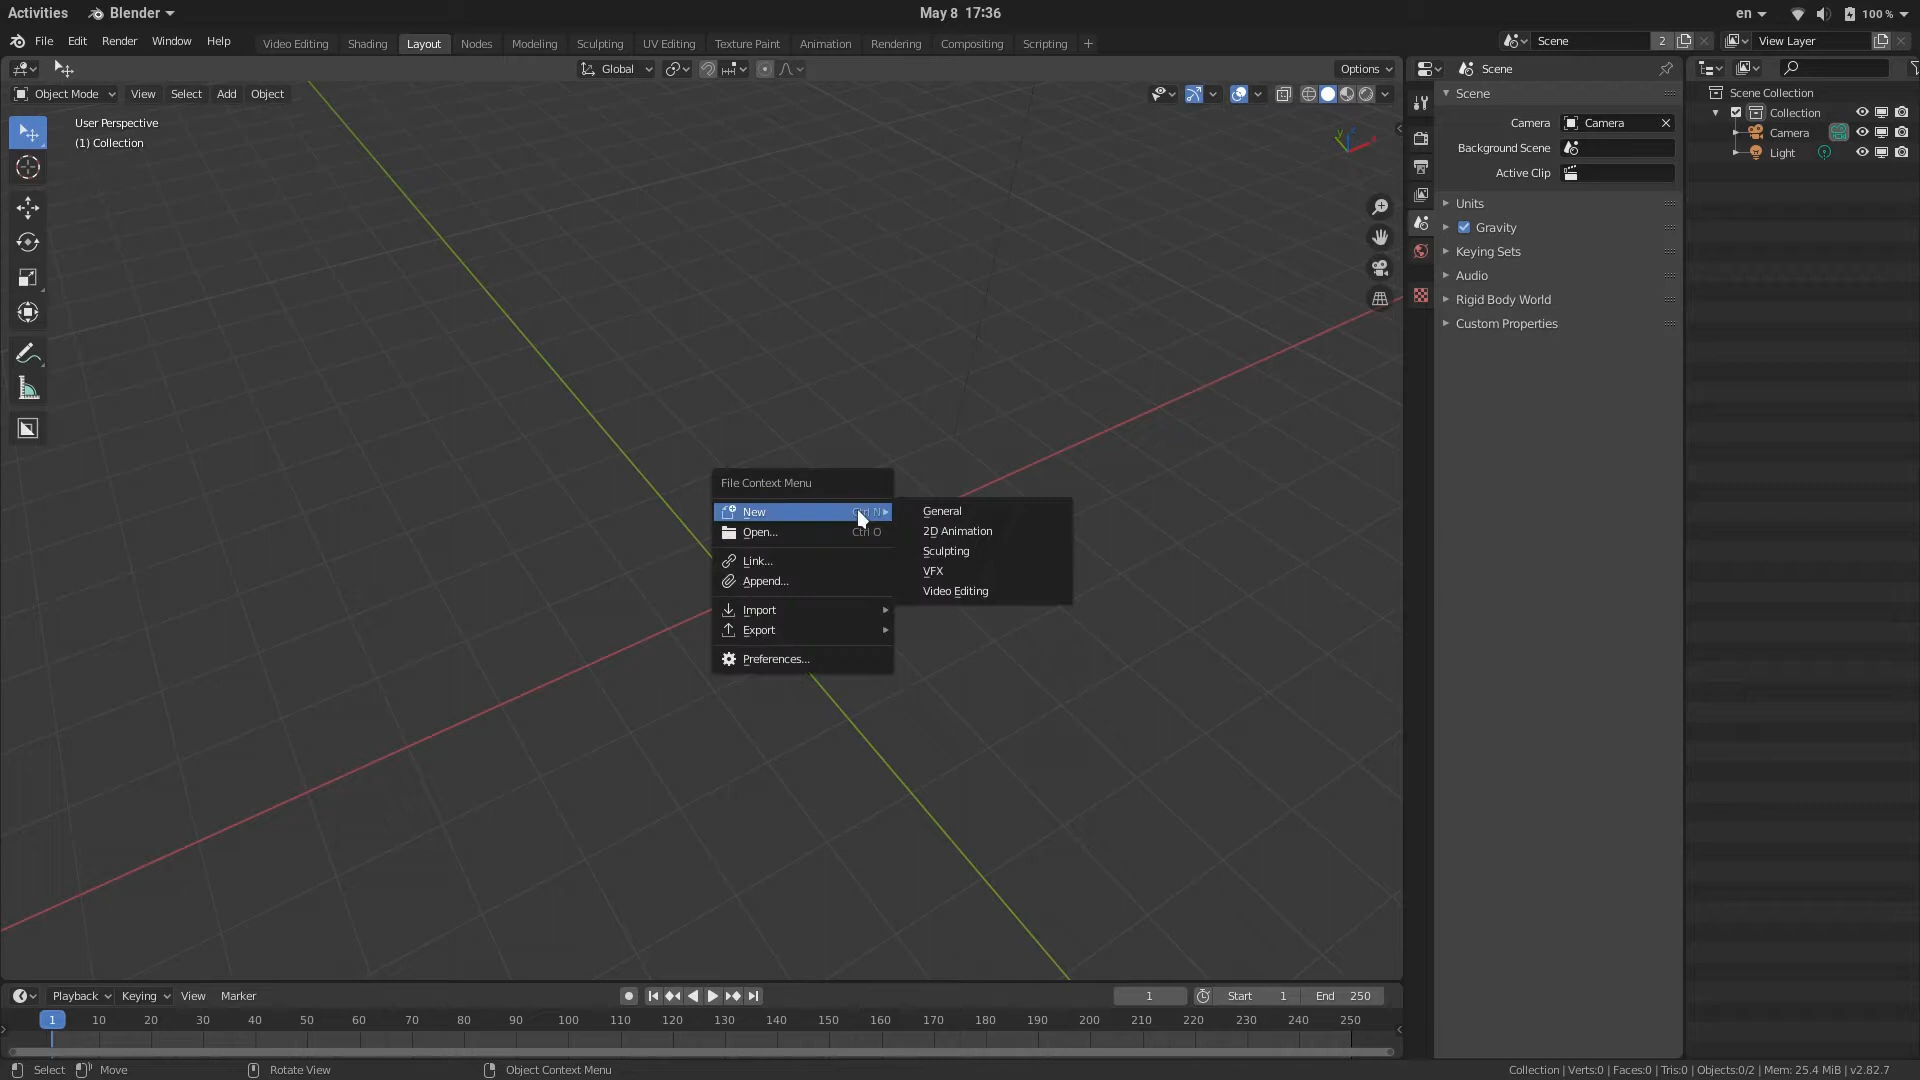 Activities Blender May 8 17:36 en 100 %
File Edit Render Window Help Video Editing Shading Layout Nodes Modeling Sculpting UV Editing Texture Paint Animation Rendering Compositing Scripting + Scene 2 View Layer
Global Options Scene
Object Mode View Select Add Object
User Perspective
(1) Collection
Y
Z
X
Scene
Camera Camera
Background Scene
Active Clip
Units
Gravity
Keying Sets
Audio
Rigid Body World
Custom Properties
Scene Collection
Collection
Camera
Light
File Context Menu
New Ctrl N
Open... Ctrl O
Link...
Append...
Import
Export
Preferences...
General
2D Animation
Sculpting
VFX
Video Editing
Playback Keying View Marker 1 Start 1 End 250
1 10 20 30 40 50 60 70 80 90 100 110 120 130 140 150 160 170 180 190 200 210 220 230 240 250
Select Move Rotate View Object Context Menu Collection | Verts:0 | Faces:0 | Tris:0 | Objects:0/2 | Mem: 25.4 MiB | v2.82.7